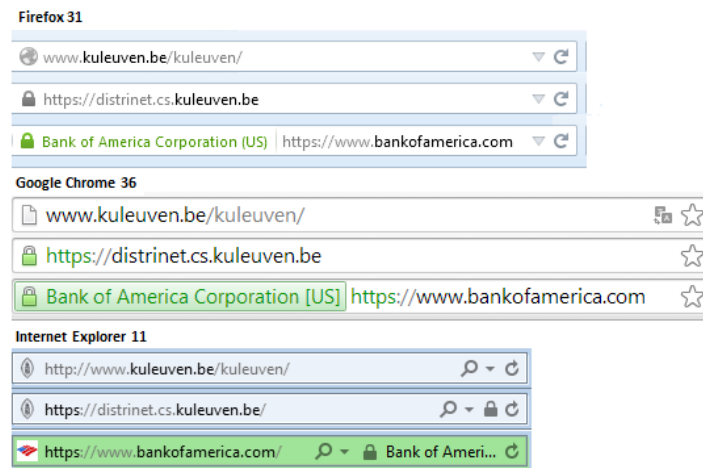 Firefox 31
www.kuleuven.be/kuleuven/
https://distrinet.cs.kuleuven.be
Bank of America Corporation (US) https://www.bankofamerica.com
Google Chrome 36
www.kuleuven.be/kuleuven/
https://distrinet.cs.kuleuven.be
Bank of America Corporation [US] https://www.bankofamerica.com
Internet Explorer 11
http://www.kuleuven.be/kuleuven/
https://distrinet.cs.kuleuven.be/
https://www.bankofamerica.com/ Bank of Ameri...